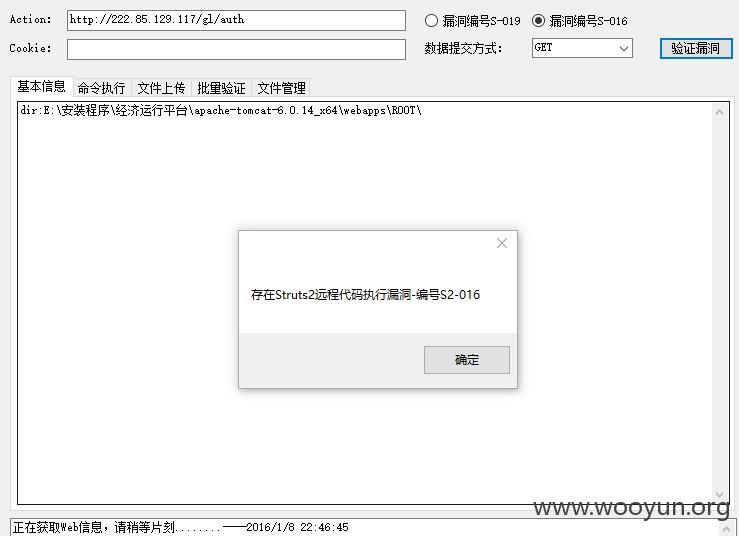 Action: http://222.85.129.117/gl/auth 漏洞编号S-019 漏洞编号S-016
Cookie: 数据提交方式: GET 验证漏洞
基本信息 命令执行 文件上传 批量验证 文件管理
dir:E:\安装程序\经济运行平台\apache-tomcat-6.0.14_x64\webapps\ROOT\
存在Struts2远程代码执行漏洞-编号S2-016
确定
www.wooyun.org
正在获取Web信息，请稍等片刻........——2016/1/8 22:46:45